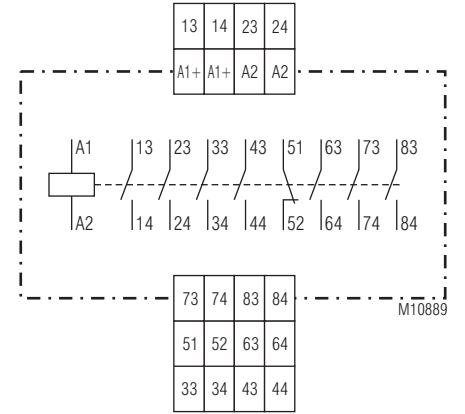 13 14 23 24
A1+ A1+ A2 A2
A1 13 23 33 43 51 63 73 83
A2 14 24 34 44 52 64 74 84
73 74 83 84
M10889
51 52 63 64
33 34 43 44